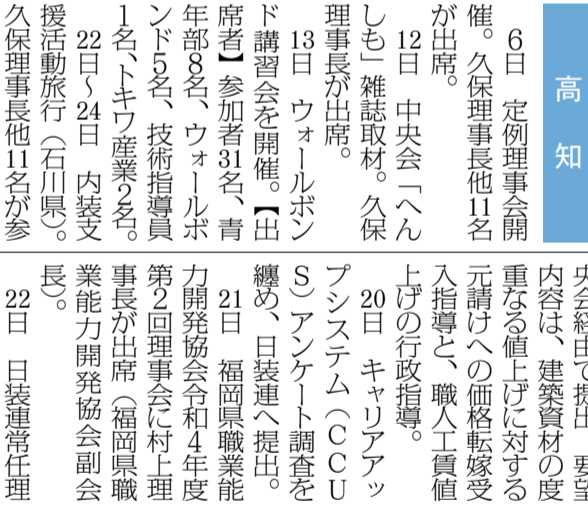 高知
6日　定例理事会開
催。久保理事長他11名
が出席。
12日　中央会「へん
しも」雑誌取材。久保
理事長が出席。
13日　ウォールボン
ド講習会を開催。【出
席者】参加者31名、青
年部8名、ウォールボ
ンド5名、技術指導員
1名、トキワ産業2名。
22日～24日　内装支
援活動旅行（石川県）。
久保理事長他11名が参
央会経由で提出　要望
内容は、建築資材の度
重なる値上げに対する
元請けへの価格転嫁受
入指導と、職人工賃値
上げの行政指導。
20日　キャリアアッ
プシステム（CCU
S）アンケート調査を
纏め、日装連へ提出。
21日　福岡県職業能
力開発協会令和4年度
第2回理事会に村上理
事長が出席（福岡県職
業能力開発協会副会
長）。
22日　日装連常任理